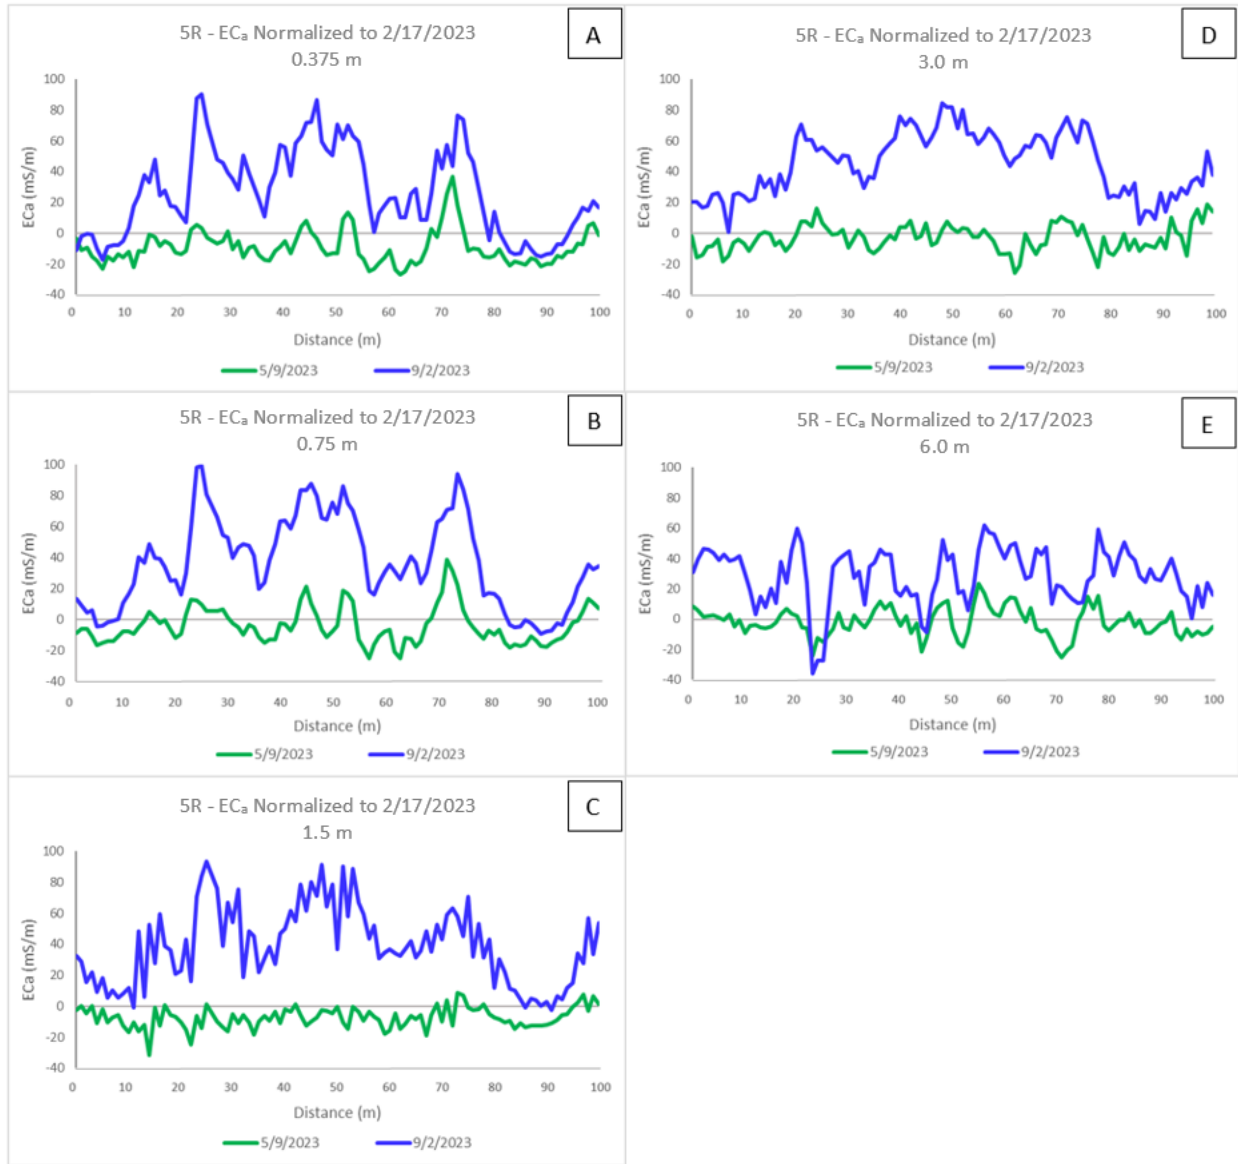 5R - ECₐ Normalized to 2/17/2023
0.375 m
A
100
80
60
40
20
0
-20
-40
ECa (mS/m)
0 10 20 30 40 50 60 70 80 90 100
Distance (m)
5/9/2023 9/2/2023
5R - ECₐ Normalized to 2/17/2023
0.75 m
B
100
80
60
40
20
0
-20
-40
ECa (mS/m)
0 10 20 30 40 50 60 70 80 90 100
Distance (m)
5/9/2023 9/2/2023
5R - ECₐ Normalized to 2/17/2023
1.5 m
C
100
80
60
40
20
0
-20
-40
ECa (mS/m)
0 10 20 30 40 50 60 70 80 90 100
Distance (m)
5/9/2023 9/2/2023
5R - ECₐ Normalized to 2/17/2023
3.0 m
D
100
80
60
40
20
0
-20
-40
ECa (mS/m)
0 10 20 30 40 50 60 70 80 90 100
Distance (m)
5/9/2023 9/2/2023
5R - ECₐ Normalized to 2/17/2023
6.0 m
E
100
80
60
40
20
0
-20
-40
ECa (mS/m)
0 10 20 30 40 50 60 70 80 90 100
Distance (m)
5/9/2023 9/2/2023